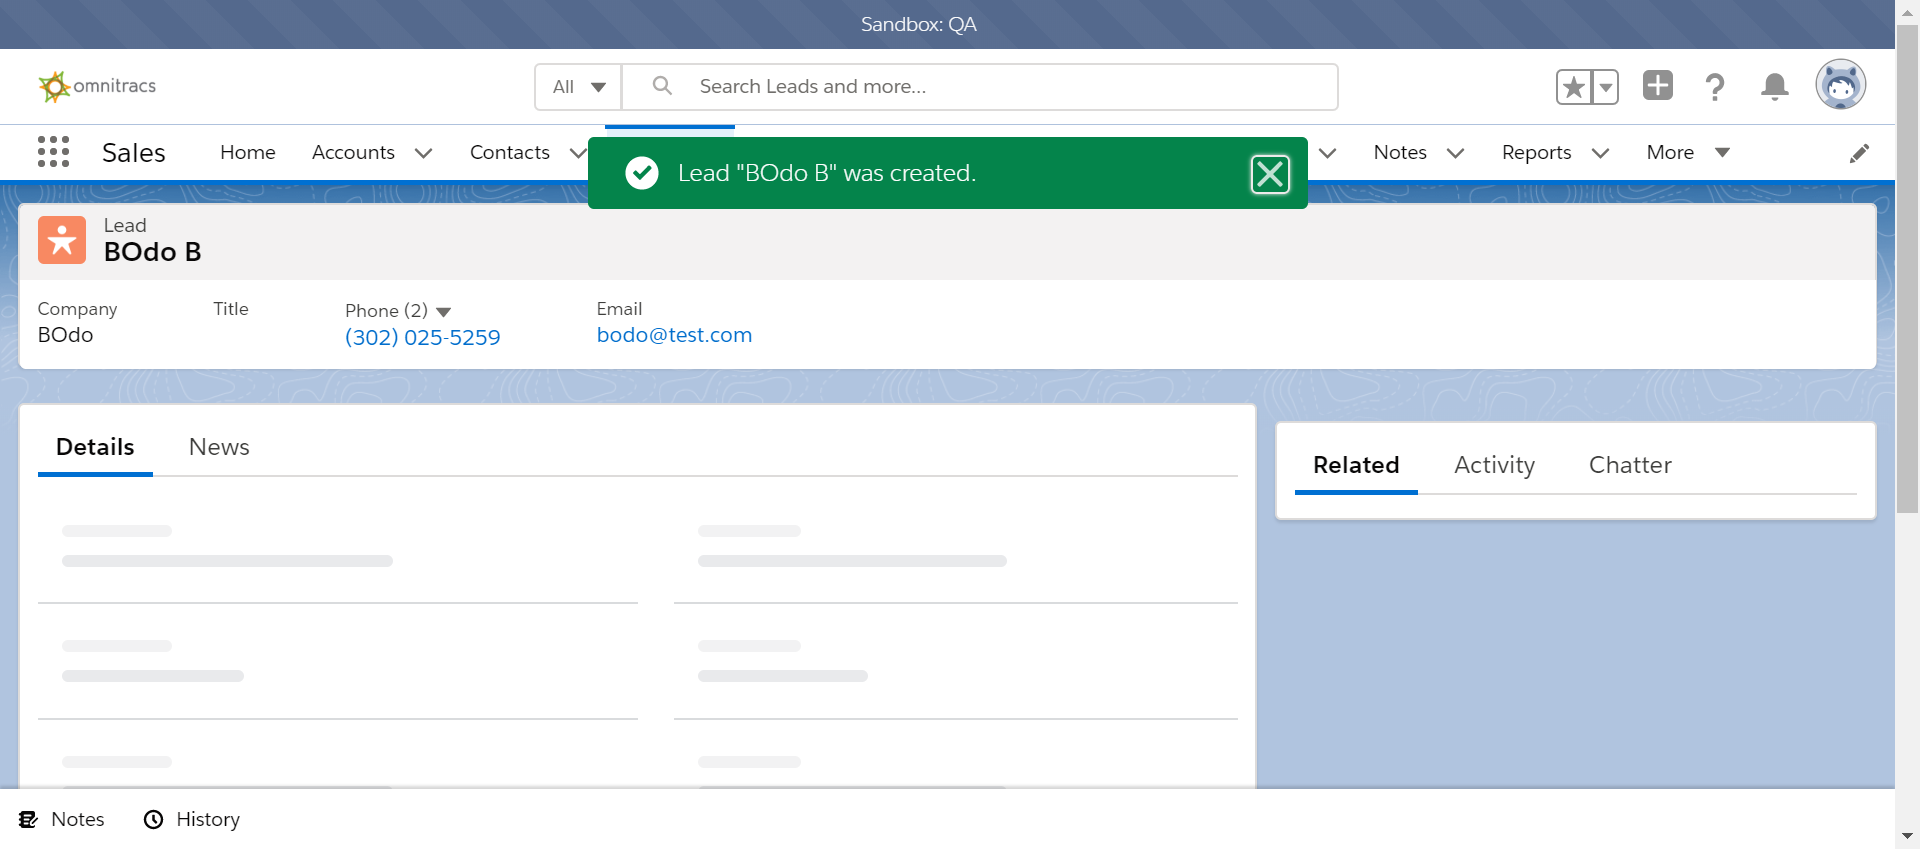 Sandbox: QA
omnitracs
All
Search Leads and more...
Sales
Home
Accounts
Contacts
Notes
Reports
More
Lead "BOdo B" was created.
Lead
BOdo B
Company
Title
Phone (2)
Email
BOdo
(302) 025-5259
bodo@test.com
Details
News
Related
Activity
Chatter
Notes
History